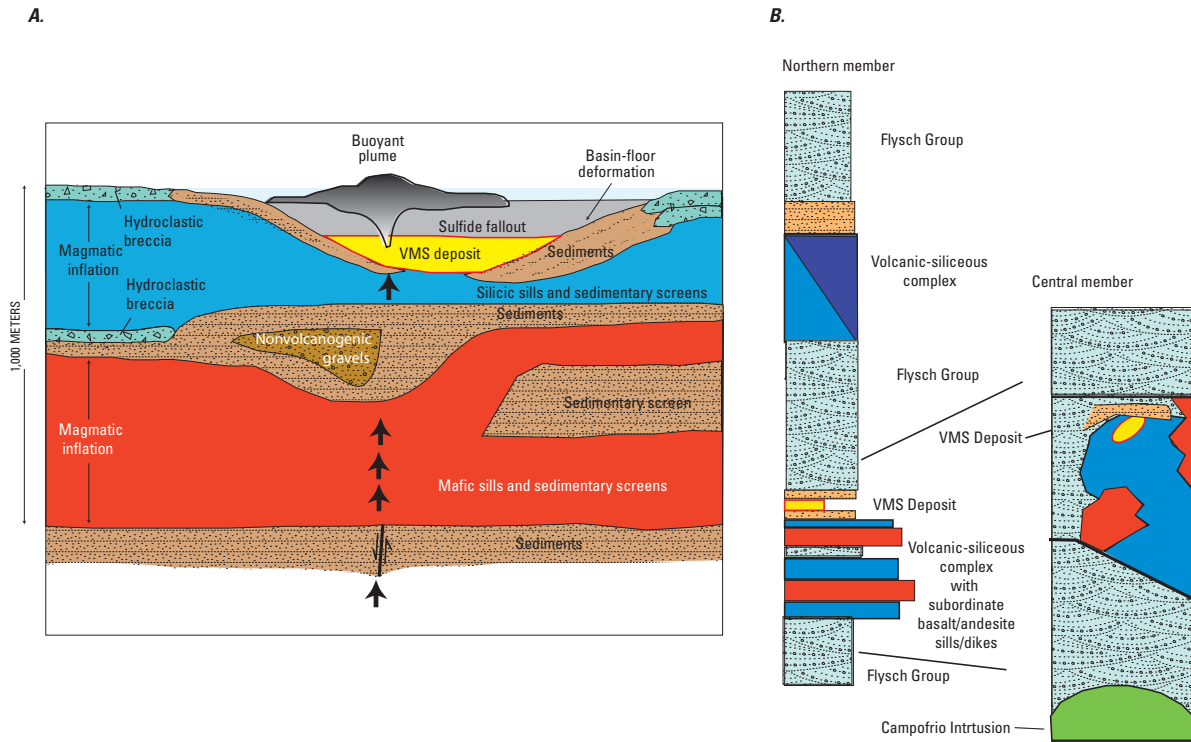 A.
Buoyant
plume
Basin-floor
deformation
Hydroclastic
breccia
Magmatic
inflation
Hydroclastic
breccia
Sulfide fallout
VMS deposit
Sediments
Silicic sills and sedimentary screens
Sediments
Nonvolcanogenic
gravels
Sedimentary screen
Magmatic
inflation
Mafic sills and sedimentary screens
Sediments
1,000 METERS
B.
Northern member
Flysch Group
Volcanic-siliceous
complex
Central member
Flysch Group
VMS Deposit
VMS Deposit
Volcanic-siliceous
complex
with
subordinate
basalt/andesite
sills/dikes
Flysch Group
Campofrio Intrtusion